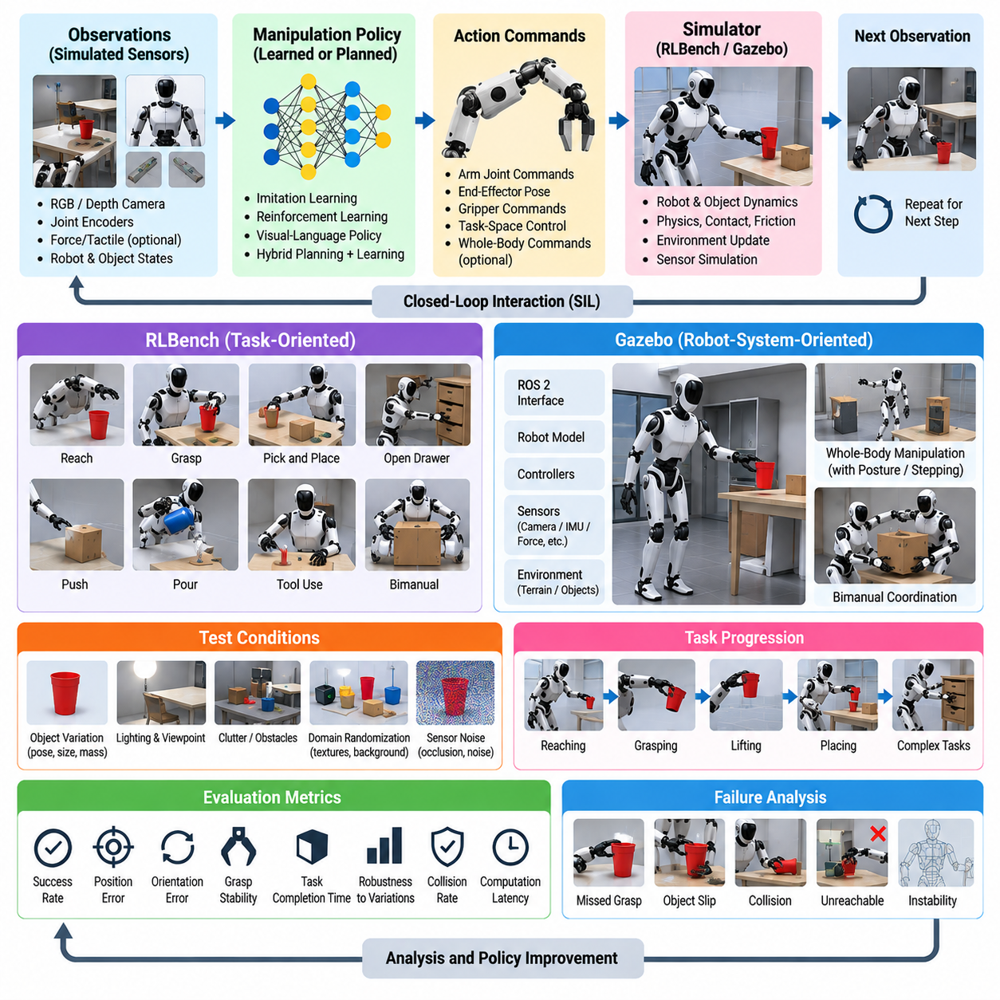 Observations
(Simulated Sensors)
• RGB / Depth Camera
• Joint Encoders
• Force/Tactile (optional)
• Robot & Object States
Manipulation Policy
(Learned or Planned)
• Imitation Learning
• Reinforcement Learning
• Visual-Language Policy
• Hybrid Planning + Learning
Action Commands
• Arm Joint Commands
• End-Effector Pose
• Gripper Commands
• Task-Space Control
• Whole-Body Commands
(optional)
Simulator
(RLBench / Gazebo)
• Robot & Object Dynamics
• Physics, Contact, Friction
• Environment Update
• Sensor Simulation
Next Observation
Repeat for
Next Step
Closed-Loop Interaction (SIL)
RLBench (Task-Oriented)
Reach
Grasp
Pick and Place
Open Drawer
Push
Pour
Tool Use
Bimanual
Gazebo (Robot-System-Oriented)
ROS 2
Interface
Robot Model
Controllers
Sensors
(Camera / IMU /
Force, etc.)
Environment
(Terrain / Objects)
Whole-Body Manipulation
(with Posture / Stepping)
Bimanual Coordination
Test Conditions
Object Variation
(pose, size, mass)
Lighting & Viewpoint
Clutter / Obstacles
Domain Randomization
(textures, background)
Sensor Noise
(occlusion, noise)
Task Progression
Reaching
Grasping
Lifting
Placing
Complex Tasks
Evaluation Metrics
Success
Rate
Position
Error
Orientation
Error
Grasp
Stability
Task
Completion Time
Robustness
to Variations
Collision
Rate
Computation
Latency
Failure Analysis
Missed Grasp
Object Slip
Collision
Unreachable
Instability
Analysis and Policy Improvement